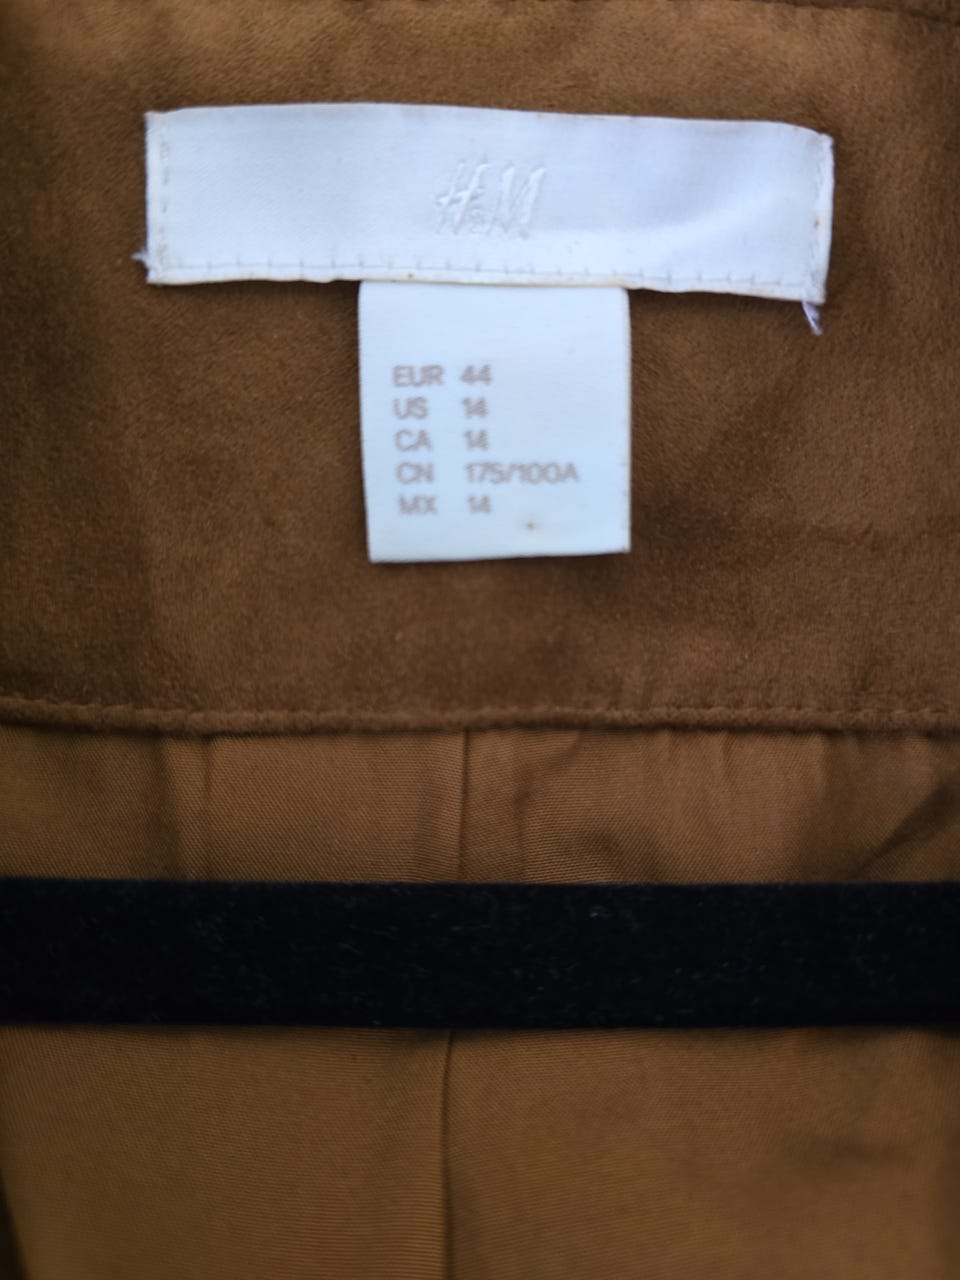 H&M
EUR 44
US 14
CA 14
CN 175/100A
MX 14